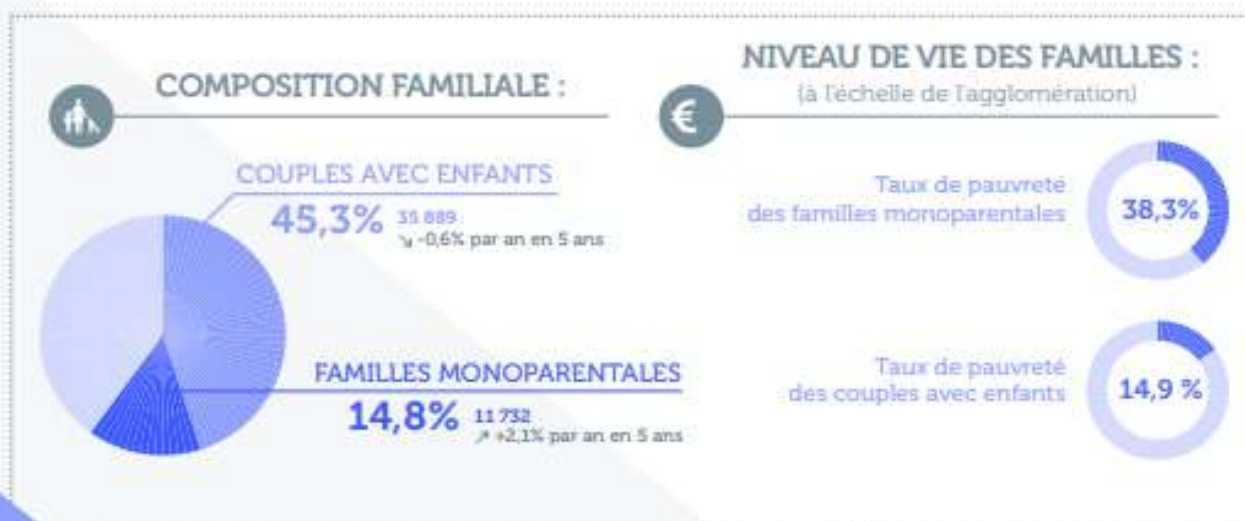 COMPOSITION FAMILIALE :
COUPLES AVEC ENFANTS
45,3% 35 889
↘ -0,6% par an en 5 ans
FAMILLES MONOPARENTALES
14,8% 11 732
↗ +2,1% par an en 5 ans
NIVEAU DE VIE DES FAMILLES :
(à l'échelle de l'agglomération)
€
Taux de pauvreté
des familles monoparentales
38,3%
Taux de pauvreté
des couples avec enfants
14,9 %